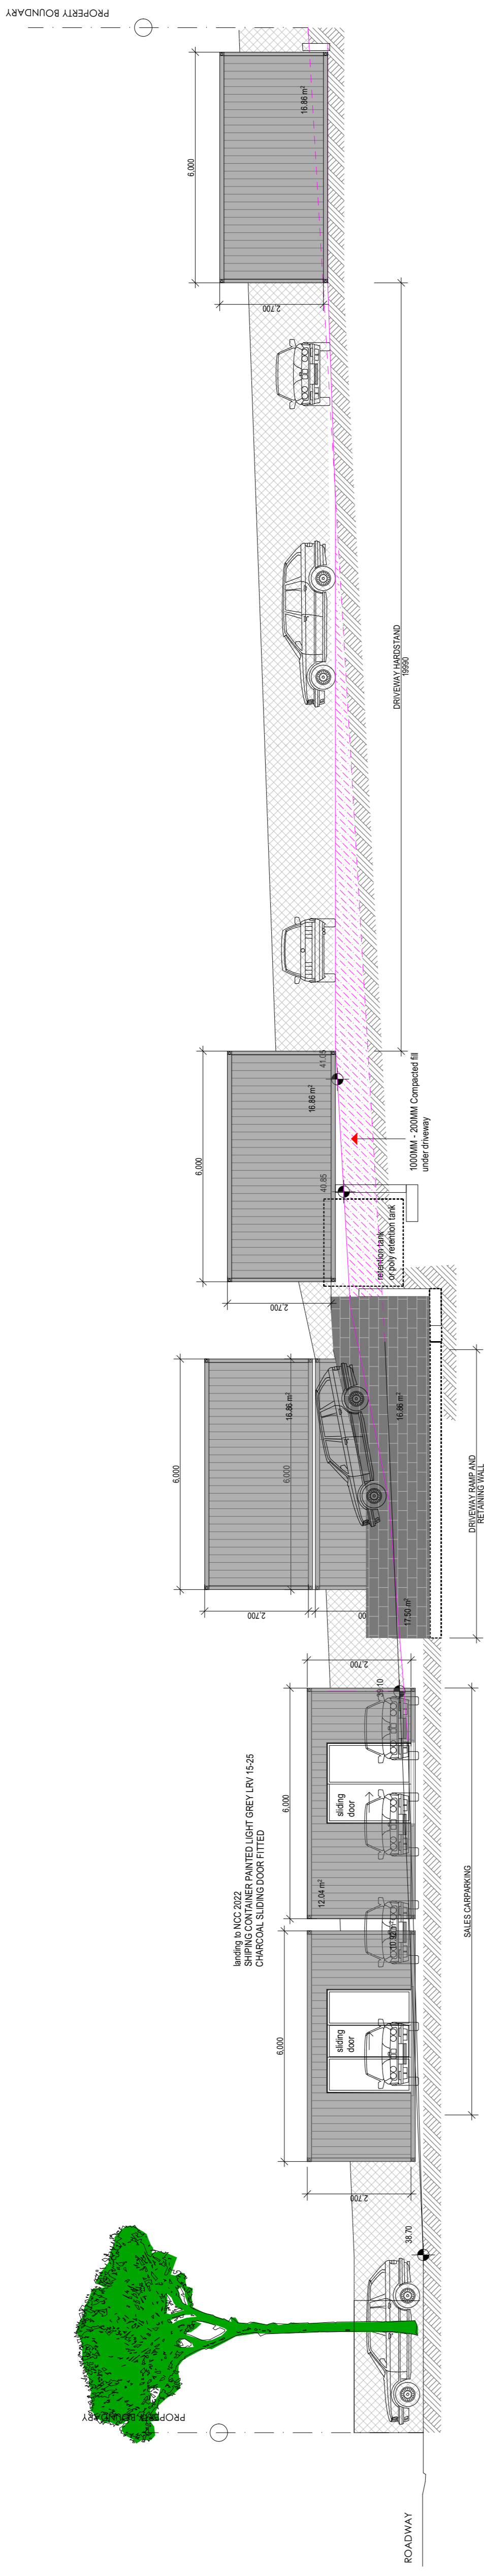 PROPERTY BOUNDARY
6,000
16.86 m²
2,700
DRIVEWAY HARDSTAND
19990
6,000
41.05
16.86 m²
40.85
2,700
1000MM - 200MM Compacted fill
under driveway
retention tank
or poly retention tank
6,000
16.86 m²
6,000
16.86 m²
2,700
00
17.50 m²
DRIVEWAY RAMP AND
RETAINING WALL
2,700
39.10
6,000
sliding
door
12.04 m²
landing to NCC 2022
SHIPING CONTAINER PAINTED LIGHT GREY LRV 15-25
CHARCOAL SLIDING DOOR FITTED
SALES CARPARKING
6,000
sliding
door
2,700
38.70
PROPERTY BOUNDARY
ROADWAY